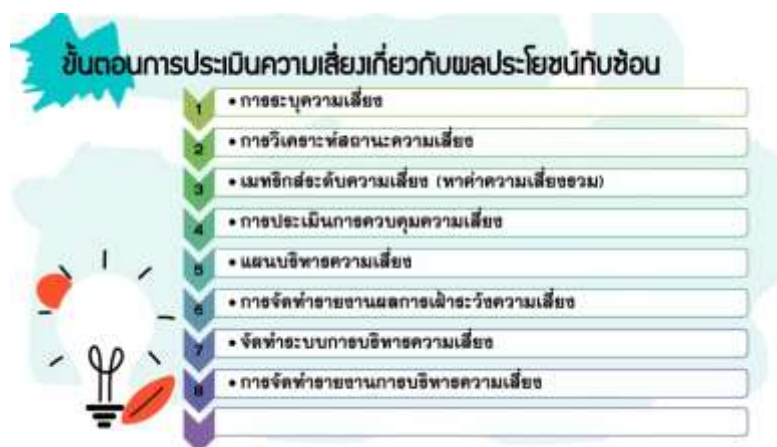 ขั้นตอนการประเมินความเสี่ยงเกี่ยวกับผลประโยชน์ทับซ้อน
1 • การระบุความเสี่ยง
2 • การวิเคราะห์สถานะความเสี่ยง
3 • เมทริกส์ระดับความเสี่ยง (หาค่าความเสี่ยงรวม)
4 • การประเมินการควบคุมความเสี่ยง
5 • แผนบริหารความเสี่ยง
6 • การจัดทำรายงานผลการเฝ้าระวังความเสี่ยง
7 • จัดทำระบบการบริหารความเสี่ยง
8 • การจัดทำรายงานการบริหารความเสี่ยง